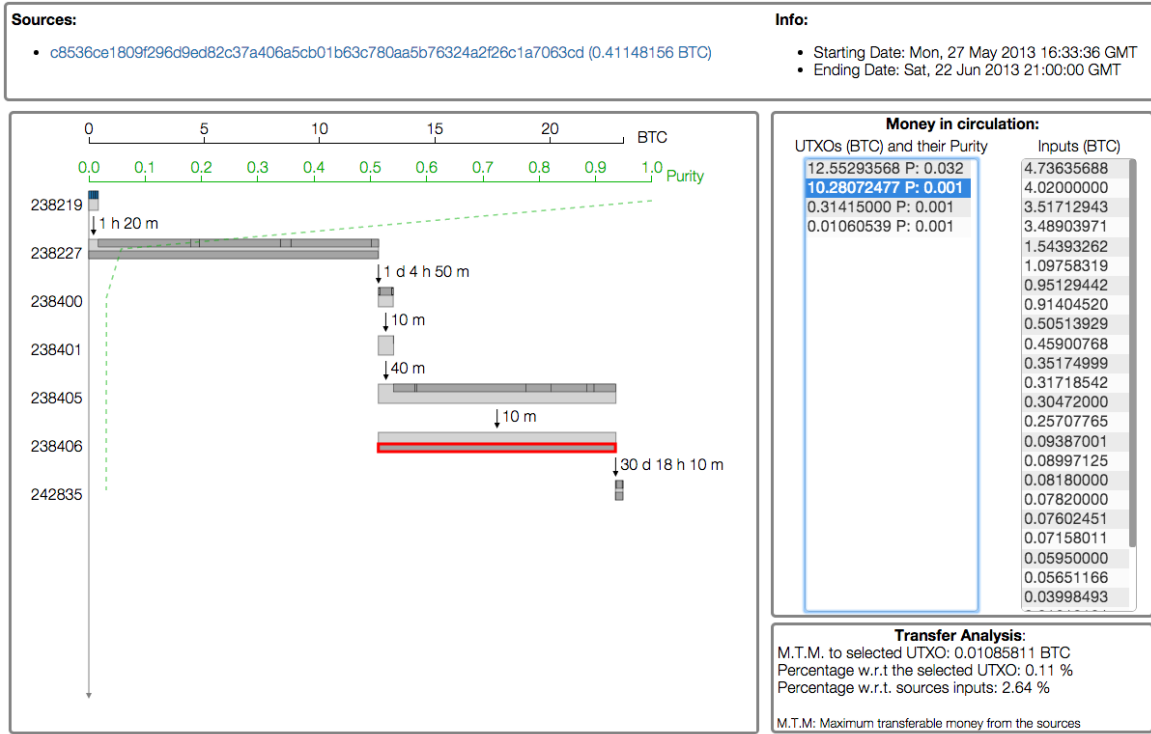 Sources:
• c8536ce1809f296d9ed82c37a406a5cb01b63c780aa5b76324a2f26c1a7063cd (0.41148156 BTC)
Info:
• Starting Date: Mon, 27 May 2013 16:33:36 GMT
• Ending Date: Sat, 22 Jun 2013 21:00:00 GMT
0 5 10 15 20 BTC
0.0 0.1 0.2 0.3 0.4 0.5 0.6 0.7 0.8 0.9 1.0 Purity
238219
1 h 20 m
238227
1 d 4 h 50 m
238400
10 m
238401
40 m
238405
10 m
238406
30 d 18 h 10 m
242835
Money in circulation:
UTXOs (BTC) and their Purity
12.55293568 P: 0.032
10.28072477 P: 0.001
0.31415000 P: 0.001
0.01060539 P: 0.001
Inputs (BTC)
4.73635688
4.02000000
3.51712943
3.48903971
1.54393262
1.09758319
0.95129442
0.91404520
0.50513929
0.45900768
0.35174999
0.31718542
0.30472000
0.25707765
0.09387001
0.08997125
0.08180000
0.07820000
0.07602451
0.07158011
0.05950000
0.05651166
0.03998493
Transfer Analysis:
M.T.M. to selected UTXO: 0.01085811 BTC
Percentage w.r.t the selected UTXO: 0.11 %
Percentage w.r.t. sources inputs: 2.64 %
M.T.M: Maximum transferable money from the sources